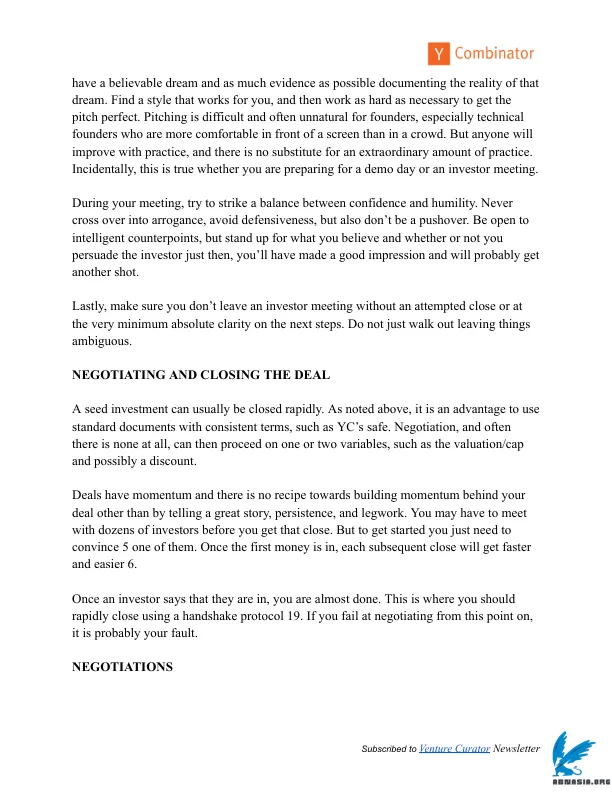 Y Combinator
have a believable dream and as much evidence as possible documenting the reality of that
dream. Find a style that works for you, and then work as hard as necessary to get the
pitch perfect. Pitching is difficult and often unnatural for founders, especially technical
founders who are more comfortable in front of a screen than in a crowd. But anyone will
improve with practice, and there is no substitute for an extraordinary amount of practice.
Incidentally, this is true whether you are preparing for a demo day or an investor meeting.
During your meeting, try to strike a balance between confidence and humility. Never
cross over into arrogance, avoid defensiveness, but also don’t be a pushover. Be open to
intelligent counterpoints, but stand up for what you believe and whether or not you
persuade the investor just then, you’ll have made a good impression and will probably get
another shot.
Lastly, make sure you don’t leave an investor meeting without an attempted close or at
the very minimum absolute clarity on the next steps. Do not just walk out leaving things
ambiguous.
NEGOTIATING AND CLOSING THE DEAL
A seed investment can usually be closed rapidly. As noted above, it is an advantage to use
standard documents with consistent terms, such as YC’s safe. Negotiation, and often
there is none at all, can then proceed on one or two variables, such as the valuation/cap
and possibly a discount.
Deals have momentum and there is no recipe towards building momentum behind your
deal other than by telling a great story, persistence, and legwork. You may have to meet
with dozens of investors before you get that close. But to get started you just need to
convince 5 one of them. Once the first money is in, each subsequent close will get faster
and easier 6.
Once an investor says that they are in, you are almost done. This is where you should
rapidly close using a handshake protocol 19. If you fail at negotiating from this point on,
it is probably your fault.
NEGOTIATIONS
Subscribed to Venture Curator Newsletter
ABNASIA.ORG